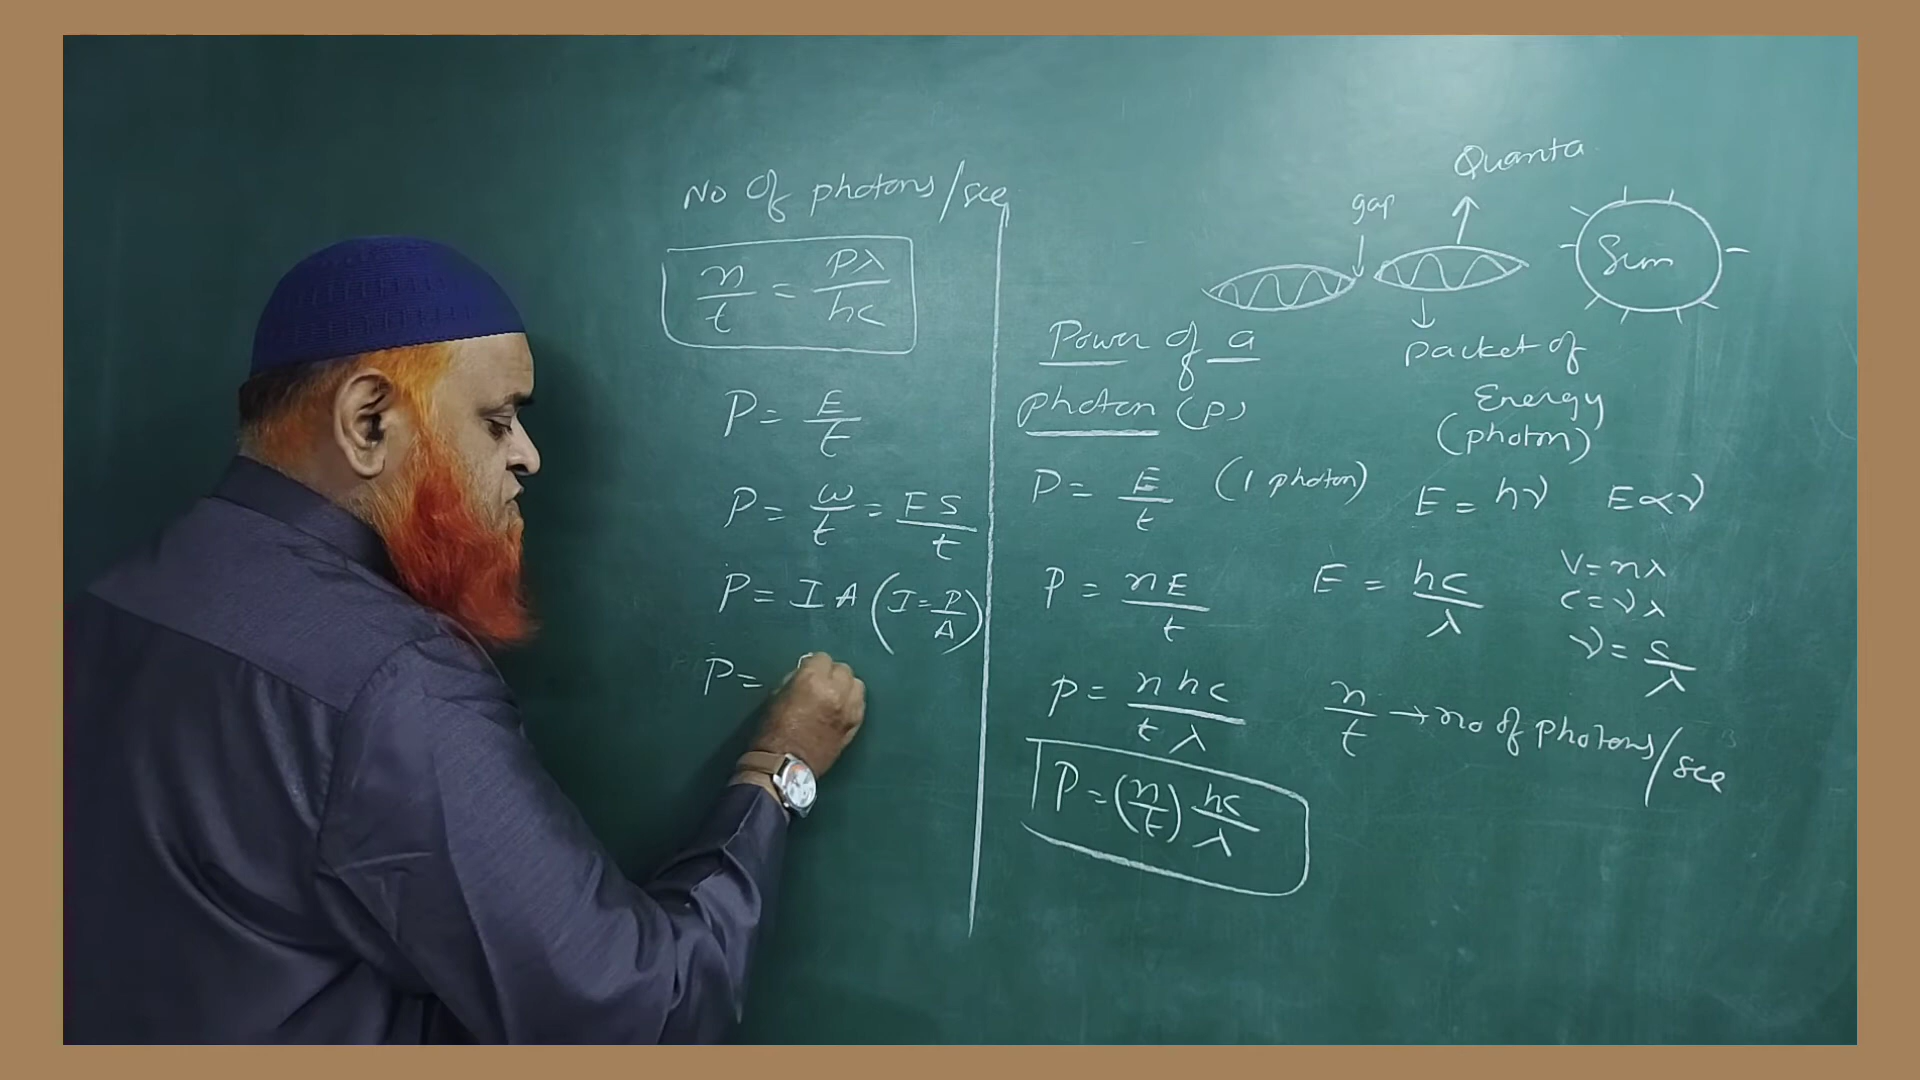 No Of photons/sec
n/t = Pλ/hc
P = E/t
P = ω/t = FS/t
P = I A (I = P/A)
P =
Quanta
gap
Sun
Packet of
Energy
(photon)
Power of a
photon (P)
P = E/t (1 photon)
E = hν E ∝ ν
P = nE/t
E = hc/λ
V = nλ
c = νλ
ν = c/λ
P = nhc/tλ
n/t → no of photons/sec
P = (n/t) hc/λ